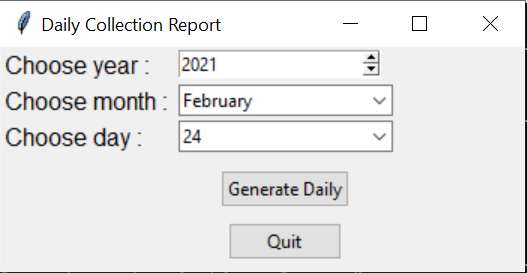 Daily Collection Report
Choose year : 2021
Choose month : February
Choose day : 24
Generate Daily
Quit